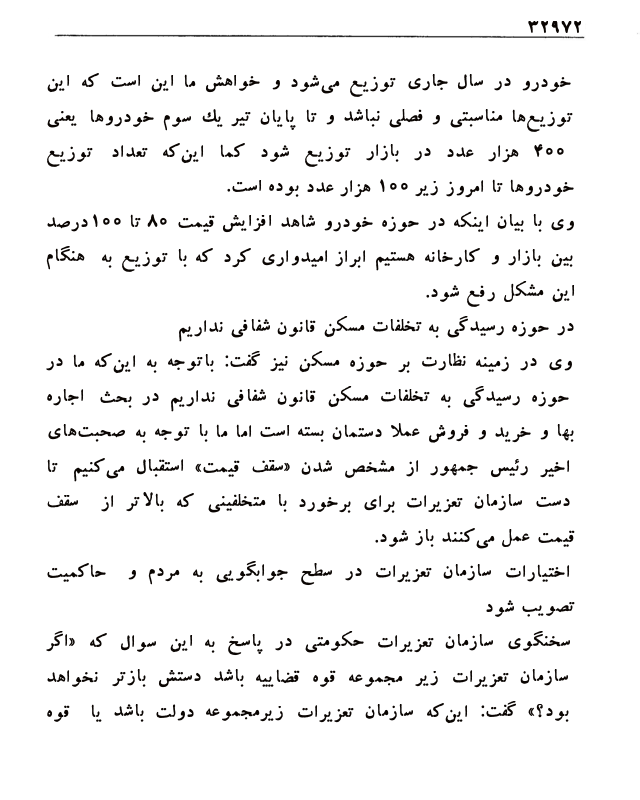 ۳۲۹۷۲
خودرو در سال جاری توزیع می‌شود و خواهش ما این است که این
توزیع‌ها مناسبتی و فصلی نباشد و تا پایان تیر یك سوم خودروها یعنی
۴۰۰ هزار عدد در بازار توزیع شود کما این‌که تعداد توزیع
خودروها تا امروز زیر ۱۰۰ هزار عدد بوده است.
وی با بیان اینکه در حوزه خودرو شاهد افزایش قیمت ۸۰ تا ۱۰۰درصد
بین بازار و کارخانه هستیم ابراز امیدواری کرد که با توزیع به هنگام
این مشکل رفع شود.
در حوزه رسیدگی به تخلفات مسکن قانون شفافی نداریم
وی در زمینه نظارت بر حوزه مسکن نیز گفت: باتوجه به این‌که ما در
حوزه رسیدگی به تخلفات مسکن قانون شفافی نداریم در بحث اجاره
بها و خرید و فروش عملا دستمان بسته است اما ما با توجه به صحبت‌های
اخیر رئیس جمهور از مشخص شدن «سقف قیمت» استقبال می‌کنیم تا
دست سازمان تعزیرات برای برخورد با متخلفینی که بالاتر از سقف
قیمت عمل می‌کنند باز شود.
اختیارات سازمان تعزیرات در سطح جوابگویی به مردم و حاکمیت
تصویب شود
سخنگوی سازمان تعزیرات حکومتی در پاسخ به این سوال که «اگر
سازمان تعزیرات زیر مجموعه قوه قضاییه باشد دستش بازتر نخواهد
بود؟» گفت: این‌که سازمان تعزیرات زیرمجموعه دولت باشد یا قوه